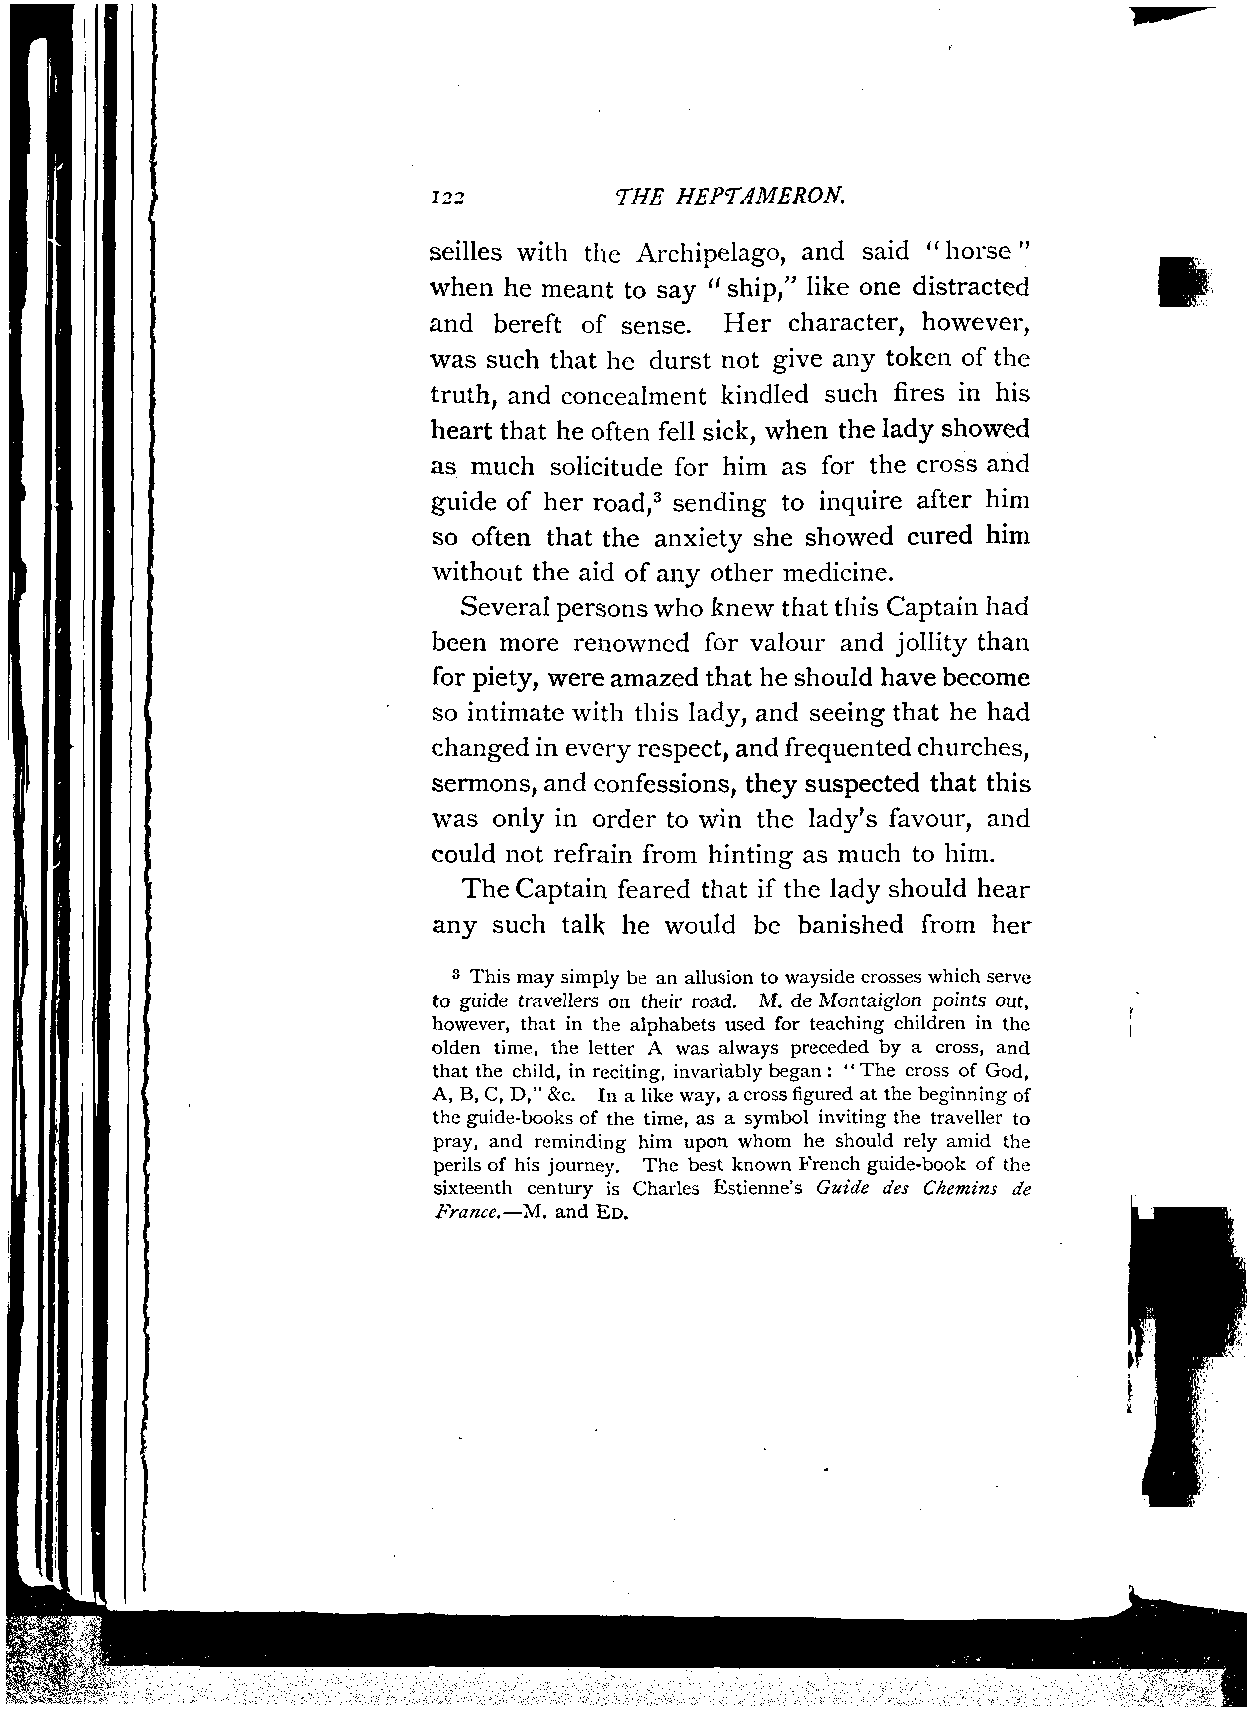 122 THE HEPTAMERON.
seilles with the Archipelago, and said “horse”
when he meant to say “ship,” like one distracted
and bereft of sense. Her character, however,
was such that he durst not give any token of the
truth, and concealment kindled such fires in his
heart that he often fell sick, when the lady showed
as much solicitude for him as for the cross and
guide of her road,³ sending to inquire after him
so often that the anxiety she showed cured him
without the aid of any other medicine.
Several persons who knew that this Captain had
been more renowned for valour and jollity than
for piety, were amazed that he should have become
so intimate with this lady, and seeing that he had
changed in every respect, and frequented churches,
sermons, and confessions, they suspected that this
was only in order to win the lady's favour, and
could not refrain from hinting as much to him.
The Captain feared that if the lady should hear
any such talk he would be banished from her
³ This may simply be an allusion to wayside crosses which serve
to guide travellers on their road. M. de Montaiglon points out,
however, that in the alphabets used for teaching children in the
olden time, the letter A was always preceded by a cross, and
that the child, in reciting, invariably began: “The cross of God,
A, B, C, D,” &c. In a like way, a cross figured at the beginning of
the guide-books of the time, as a symbol inviting the traveller to
pray, and reminding him upon whom he should rely amid the
perils of his journey. The best known French guide-book of the
sixteenth century is Charles Estienne's Guide des Chemins de
France.—M. and ED.